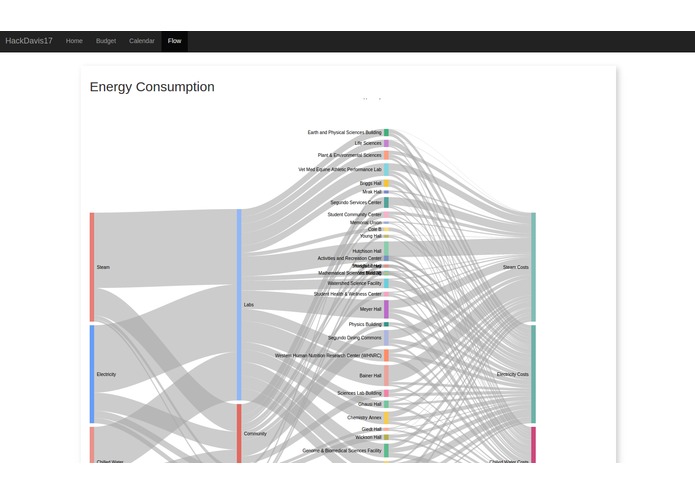 HackDavis17 Home Budget Calendar Flow
Energy Consumption
Earth and Physical Sciences Building
Life Sciences
Plant & Environmental Sciences
Vet Med Equine Athletic Performance Lab
Briggs Hall
Mrak Hall
Segundo Services Center
Student Community Center
Memorial Union
Cole B
Young Hall
Hutchison Hall
Activities and Recreation Center
Mathematical Sciences
Watershed Science Facility
Student Health & Wellness Center
Meyer Hall
Physics Building
Segundo Dining Commons
Western Human Nutrition Research Center (WHNRC)
Bainer Hall
Sciences Lab Building
Ghausi Hall
Chemistry Annex
Giedt Hall
Wickson Hall
Genome & Biomedical Sciences Facility
Steam
Electricity
Chilled Water
Labs
Community
Steam Costs
Electricity Costs
Chilled Water Costs